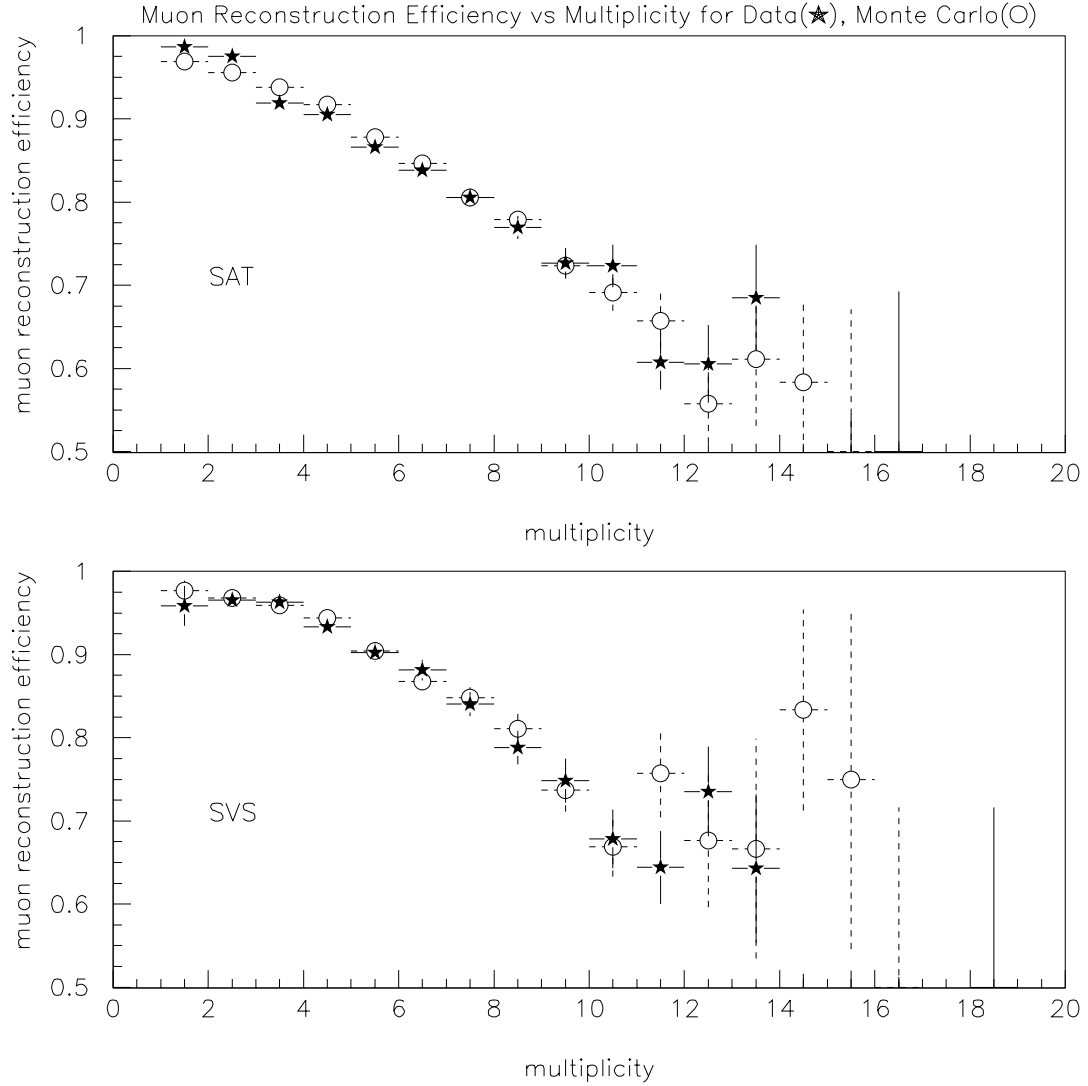 Muon Reconstruction Efficiency vs Multiplicity for Data(★), Monte Carlo(○)
muon reconstruction efficiency
1
0.9
0.8
0.7
0.6
0.5
SAT
0 2 4 6 8 10 12 14 16 18 20
multiplicity
muon reconstruction efficiency
1
0.9
0.8
0.7
0.6
0.5
SVS
0 2 4 6 8 10 12 14 16 18 20
multiplicity